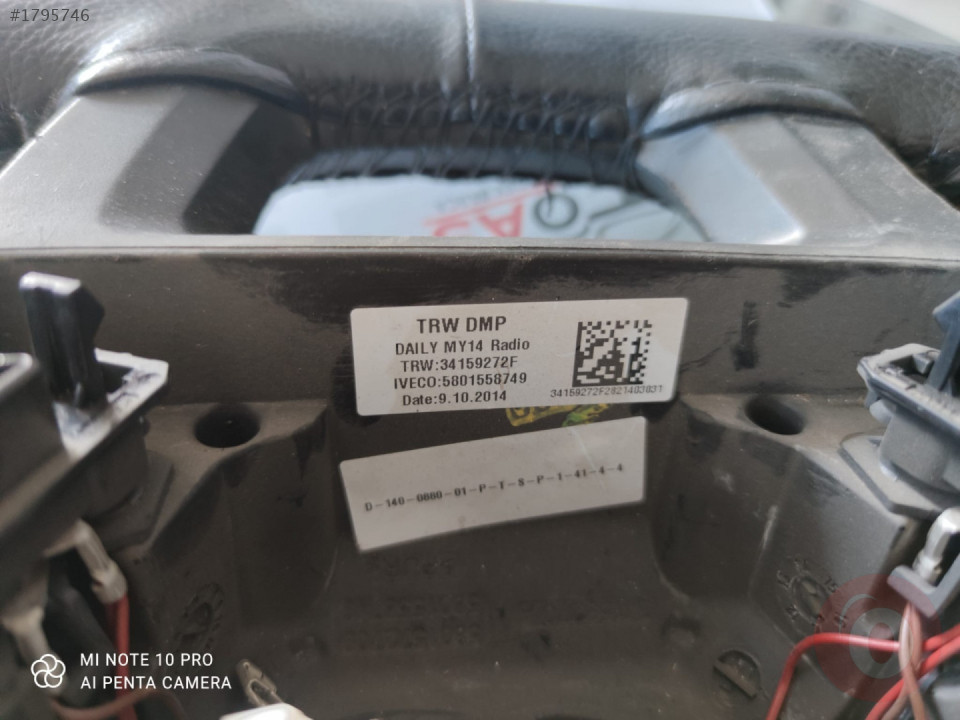 #1795746
TRW DMP
DAILY MY14 Radio
TRW:34159272F
IVECO:5801558749
Date:9.10.2014
D-140-0660-01-P-T-S-P-1-41-4-4
MI NOTE 10 PRO
AI PENTA CAMERA